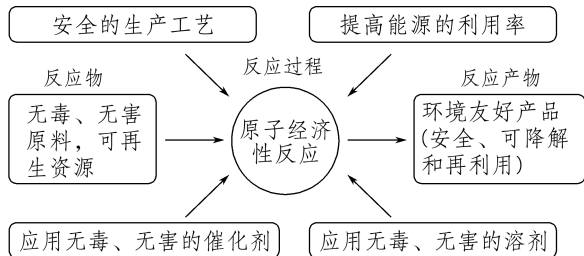 安全的生产工艺
提高能源的利用率
反应过程
反应物
反应产物
无毒、无害
原料，可再
生资源
原子经济
性反应
环境友好产品
(安全、可降解
和再利用)
应用无毒、无害的催化剂
应用无毒、无害的溶剂